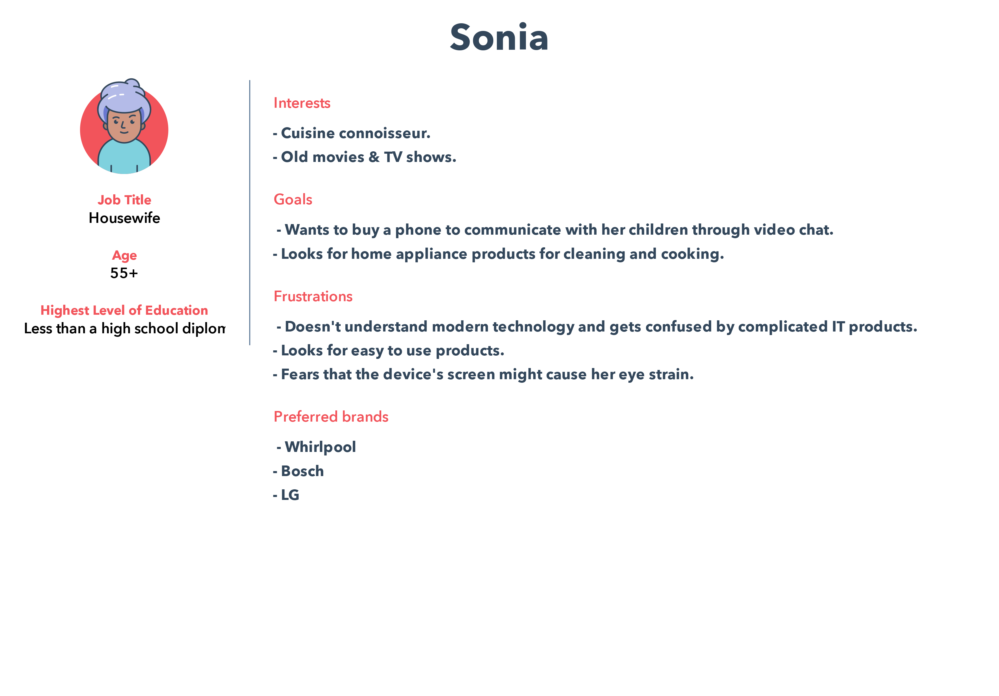 Sonia
Job Title
Housewife
Age
55+
Highest Level of Education
Less than a high school diplom
Interests
- Cuisine connoisseur.
- Old movies & TV shows.
Goals
- Wants to buy a phone to communicate with her children through video chat.
- Looks for home appliance products for cleaning and cooking.
Frustrations
- Doesn't understand modern technology and gets confused by complicated IT products.
- Looks for easy to use products.
- Fears that the device's screen might cause her eye strain.
Preferred brands
- Whirlpool
- Bosch
- LG